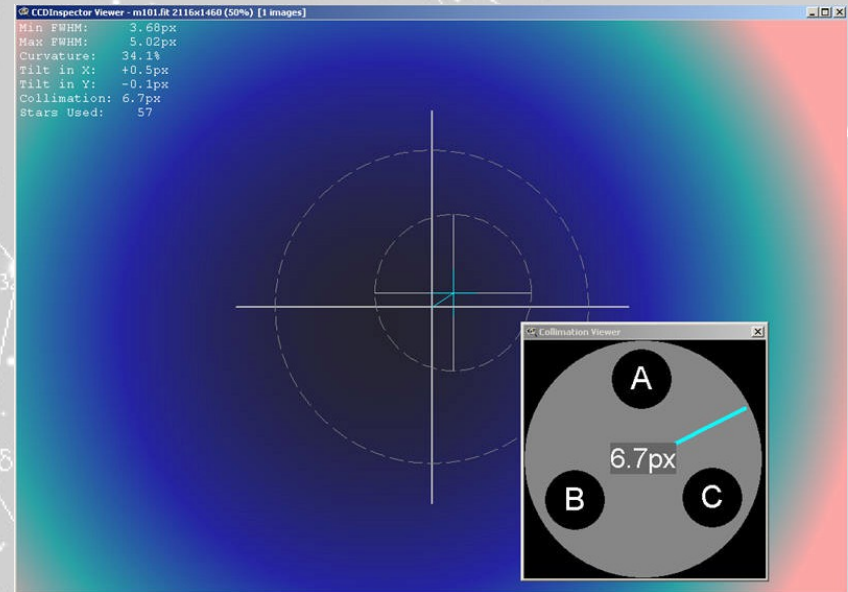 CCDInspector Viewer - m101.fit 2116x1460 (50%) [1 images]
Min FWHM: 3.68px
Max FWHM: 5.02px
Curvature: 34.1%
Tilt in X: +0.5px
Tilt in Y: -0.1px
Collimation: 6.7px
Stars Used: 57
Collimation Viewer
A
6.7px
B
C